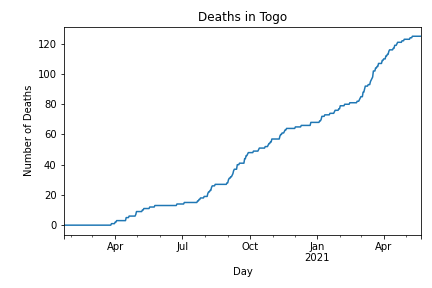 Deaths in Togo
Number of Deaths
120
100
80
60
40
20
0
Apr
Jul
Oct
Jan
2021
Apr
Day